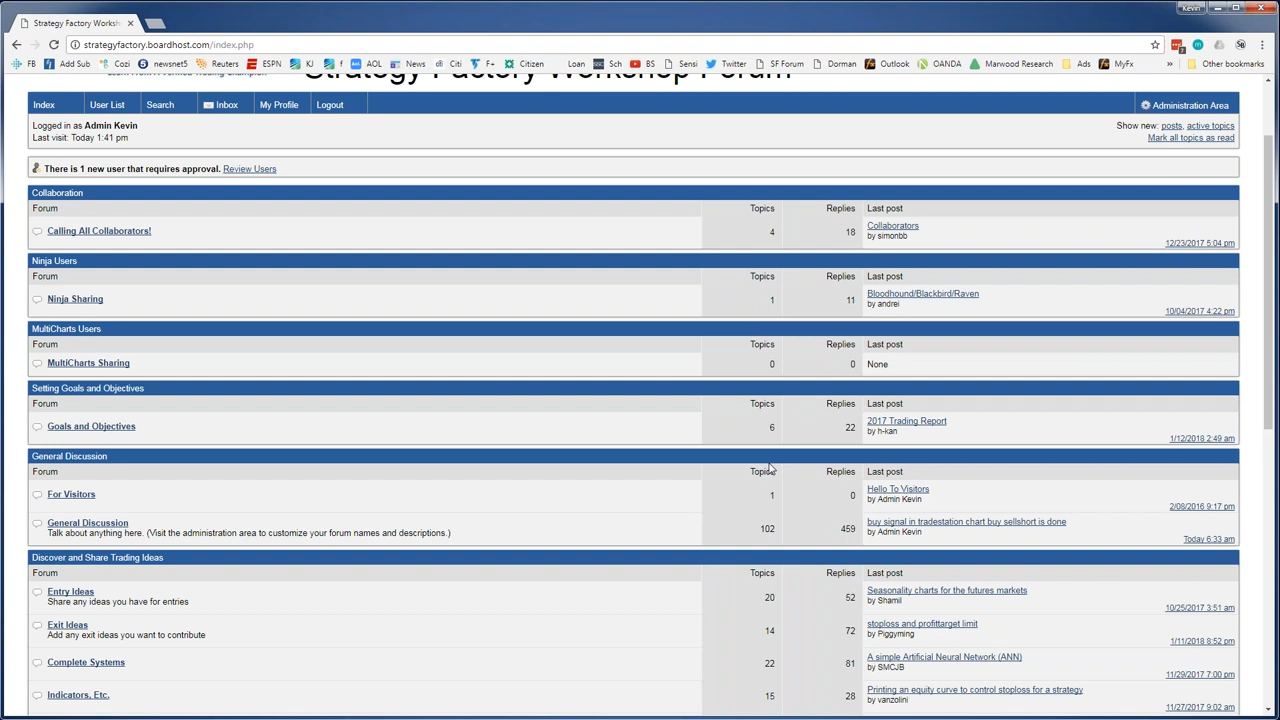 Kevin
Strategy Factory Worksh
strategyfactory.boardhost.com/index.php
FB Add Sub Cozi newsnet5 Reuters ESPN KJ f AOL News Citi F+ Citizen Loan Sch BS Sensi Twitter SF Forum Dorman Outlook OANDA Marwood Research Ads MyFx » Other bookmarks
Strategy Factory Workshop Forum
Index User List Search Inbox My Profile Logout Administration Area
Logged in as Admin Kevin Show new: posts, active topics
Last visit: Today 1:41 pm Mark all topics as read
There is 1 new user that requires approval. Review Users
Collaboration
Forum Topics Replies Last post
Calling All Collaborators! 4 18 Collaborators
by simonbb
12/23/2017 5:04 pm
Ninja Users
Forum Topics Replies Last post
Ninja Sharing 1 11 Bloodhound/Blackbird/Raven
by andrei
10/04/2017 4:22 pm
MultiCharts Users
Forum Topics Replies Last post
MultiCharts Sharing 0 0 None
Setting Goals and Objectives
Forum Topics Replies Last post
Goals and Objectives 6 22 2017 Trading Report
by h-kan
1/12/2018 2:49 am
General Discussion
Forum Topics Replies Last post
For Visitors 1 0 Hello To Visitors
by Admin Kevin
2/08/2016 9:17 pm
General Discussion 102 459 buy signal in tradestation chart buy sellshort is done
Talk about anything here. (Visit the administration area to customize your forum names and descriptions.) by Admin Kevin
Today 6:33 am
Discover and Share Trading Ideas
Forum Topics Replies Last post
Entry Ideas 20 52 Seasonality charts for the futures markets
Share any ideas you have for entries by Shamil
10/25/2017 3:51 am
Exit Ideas 14 72 stoploss and profittarget limit
Add any exit ideas you want to contribute by Piggyming
1/11/2018 8:52 pm
Complete Systems 22 81 A simple Artificial Neural Network (ANN)
by SMCJB
11/29/2017 7:00 pm
Indicators, Etc. 15 28 Printing an equity curve to control stoploss for a strategy
by vanzolini
11/27/2017 9:02 am